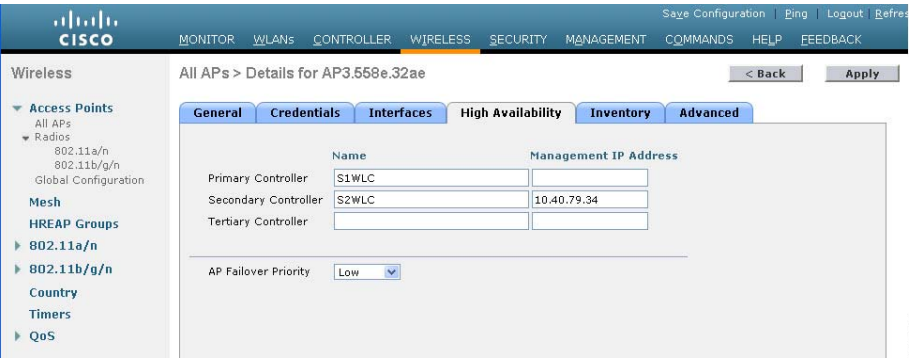 Save Configuration | Ping | Logout | Refres
CISCO
MONITOR WLANs CONTROLLER WIRELESS SECURITY MANAGEMENT COMMANDS HELP FEEDBACK
Wireless
All APs > Details for AP3.558e.32ae
< Back
Apply
Access Points
All APs
Radios
802.11a/n
802.11b/g/n
Global Configuration
Mesh
HREAP Groups
802.11a/n
802.11b/g/n
Country
Timers
QoS
General Credentials Interfaces High Availability Inventory Advanced
Name Management IP Address
Primary Controller S1WLC
Secondary Controller S2WLC 10.40.79.34
Tertiary Controller
AP Failover Priority Low